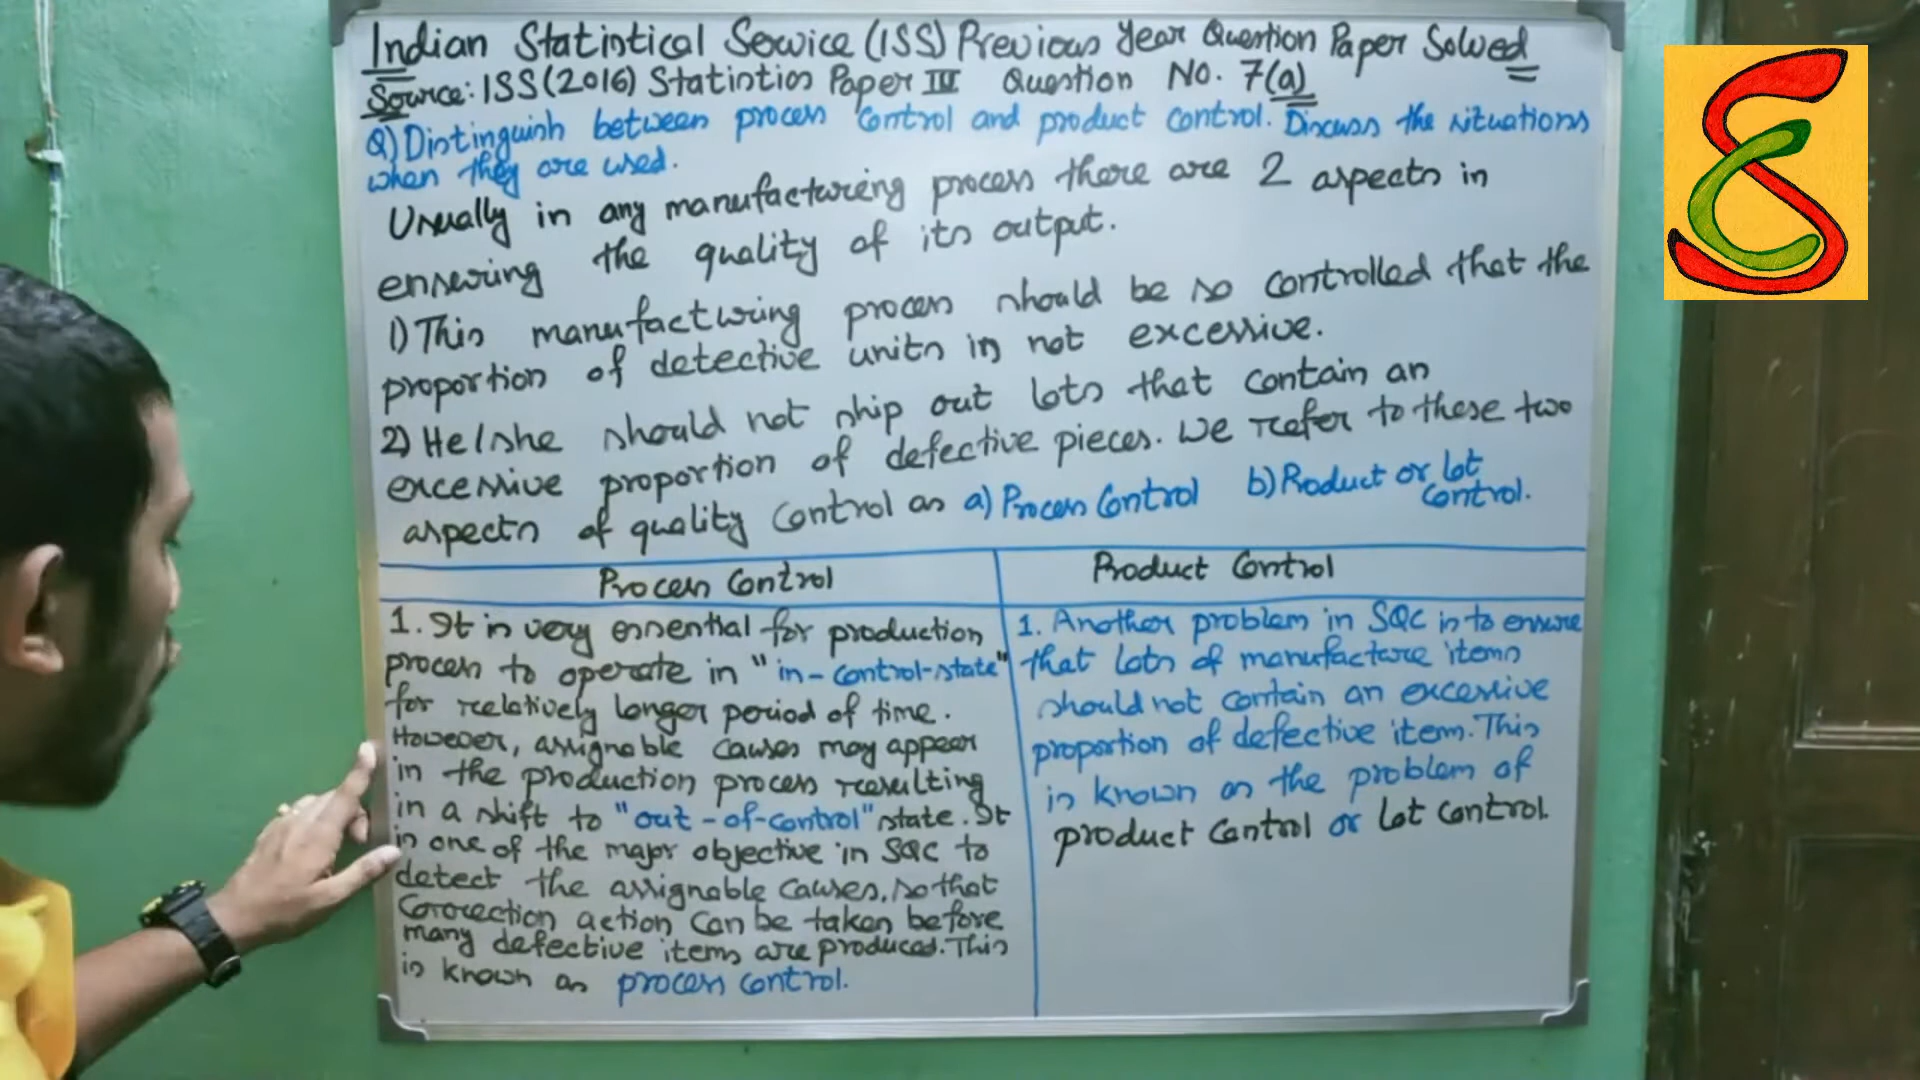 Indian Statistical Service (ISS) Previous Year Question Paper Solved
Source: ISS (2016) Statistics Paper III Question No. 7(a)
Q) Distinguish between process control and product control. Discuss the situations
when they are used.
Usually in any manufacturing process there are 2 aspects in
ensuring the quality of its output.
1) This manufacturing process should be so controlled that the
proportion of detective units is not excessive.
2) He/she should not ship out lots that contain an
excessive proportion of defective pieces. We refer to these two
aspects of quality control as a) Process Control b) Product or lot
control.
Process Control
1. It is very essential for production
process to operate in "in-control-state"
for relatively longer period of time.
However, assignable causes may appear
in the production process resulting
in a shift to "out-of-control" state. It
is one of the major objective in SQC to
detect the assignable causes, so that
Correction action can be taken before
many defective items are produced. This
is known as process control.
Product Control
1. Another problem in SQC is to ensure
that lots of manufacture items
should not contain an excessive
proportion of defective item. This
is known as the problem of
product control or lot control.